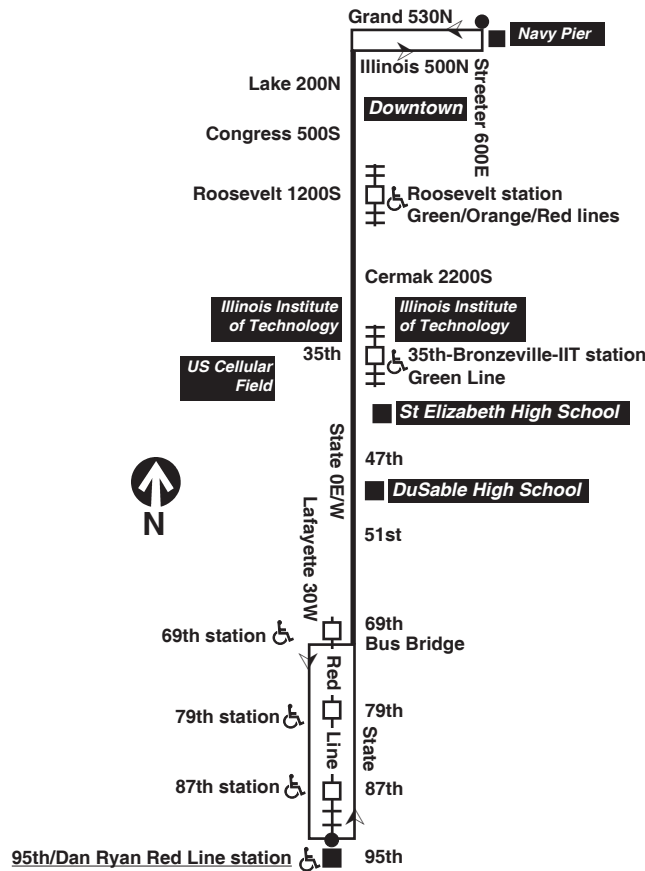 Grand 530N
Navy Pier
Illinois 500N
Streeter 600E
Lake 200N
Downtown
Congress 500S
Roosevelt 1200S
Roosevelt station
Green/Orange/Red lines
Cermak 2200S
Illinois Institute
of Technology
Illinois Institute
of Technology
35th
35th-Bronzeville-IIT station
Green Line
US Cellular
Field
St Elizabeth High School
State 0E/W
47th
DuSable High School
N
Lafayette 30W
51st
69th station
69th
Bus Bridge
Red Line
79th station
79th
State
87th station
87th
95th/Dan Ryan Red Line station
95th